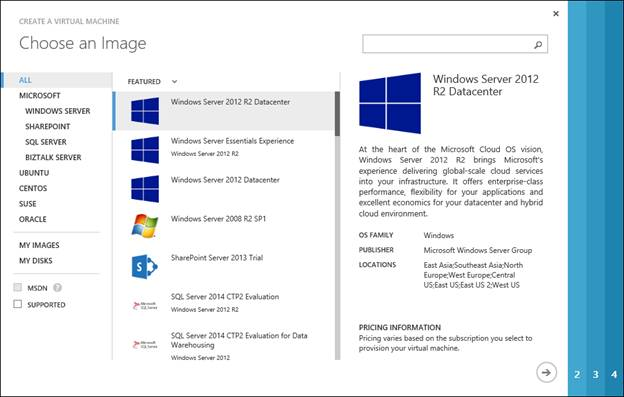 CREATE A VIRTUAL MACHINE
Choose an Image
ALL
MICROSOFT
WINDOWS SERVER
SHAREPOINT
SQL SERVER
BIZTALK SERVER
UBUNTU
CENTOS
SUSE
ORACLE
MY IMAGES
MY DISKS
MSDN ?
SUPPORTED
FEATURED
Windows Server 2012 R2 Datacenter
Windows Server Essentials Experience
Windows Server 2012 R2
Windows Server 2012 Datacenter
Windows Server 2008 R2 SP1
SharePoint Server 2013 Trial
Microsoft
SQL Server
SQL Server 2014 CTP2 Evaluation
Windows Server 2012 R2
Microsoft
SQL Server
SQL Server 2014 CTP2 Evaluation for Data
Warehousing
Windows Server 2012
Windows Server 2012
R2 Datacenter
At the heart of the Microsoft Cloud OS vision,
Windows Server 2012 R2 brings Microsoft's
experience delivering global-scale cloud services
into your infrastructure. It offers enterprise-class
performance, flexibility for your applications and
excellent economics for your datacenter and hybrid
cloud environment.
OS FAMILY Windows
PUBLISHER Microsoft Windows Server Group
LOCATIONS East Asia;Southeast Asia;North
Europe;West Europe;Central
US;East US;East US 2;West US
PRICING INFORMATION
Pricing varies based on the subscription you select to
provision your virtual machine.
2 3 4